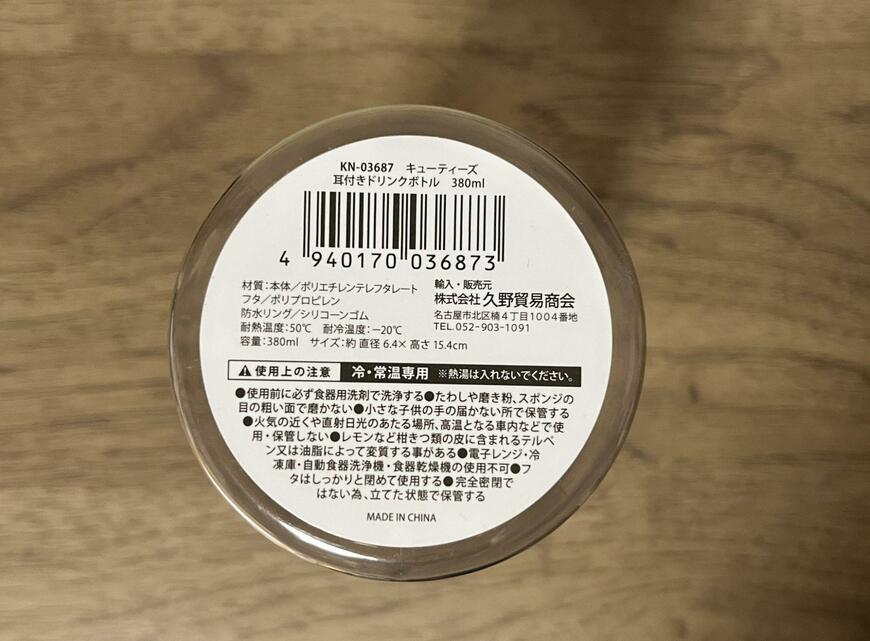 KN-03687 キューティーズ
耳付きドリンクボトル 380ml
4 940170 036873
材質:本体/ポリエチレンテレフタレート
フタ/ポリプロピレン
防水リング/シリコーンゴム
耐熱温度:50℃ 耐冷温度:−20℃
容量:380ml サイズ:約 直径 6.4× 高さ 15.4cm
輸入・販売元
株式会社 久野貿易商会
名古屋市北区楠4丁目1004番地
TEL.052-903-1091
⚠使用上の注意 冷・常温専用 ※熱湯は入れないでください。
●使用前に必ず食器用洗剤で洗浄する●たわしや磨き粉、スポンジの
目の粗い面で磨かない●小さな子供の手の届かない所で保管する
●火気の近くや直射日光のあたる場所、高温となる車内などで使
用・保管しない●レモンなど柑きつ類の皮に含まれるテルペ
ン又は油脂によって変質する事がある●電子レンジ・冷
凍庫・自動食器洗浄機・食器乾燥機の使用不可●フ
タはしっかりと閉めて使用する●完全密閉で
はない為、立てた状態で保管する
MADE IN CHINA